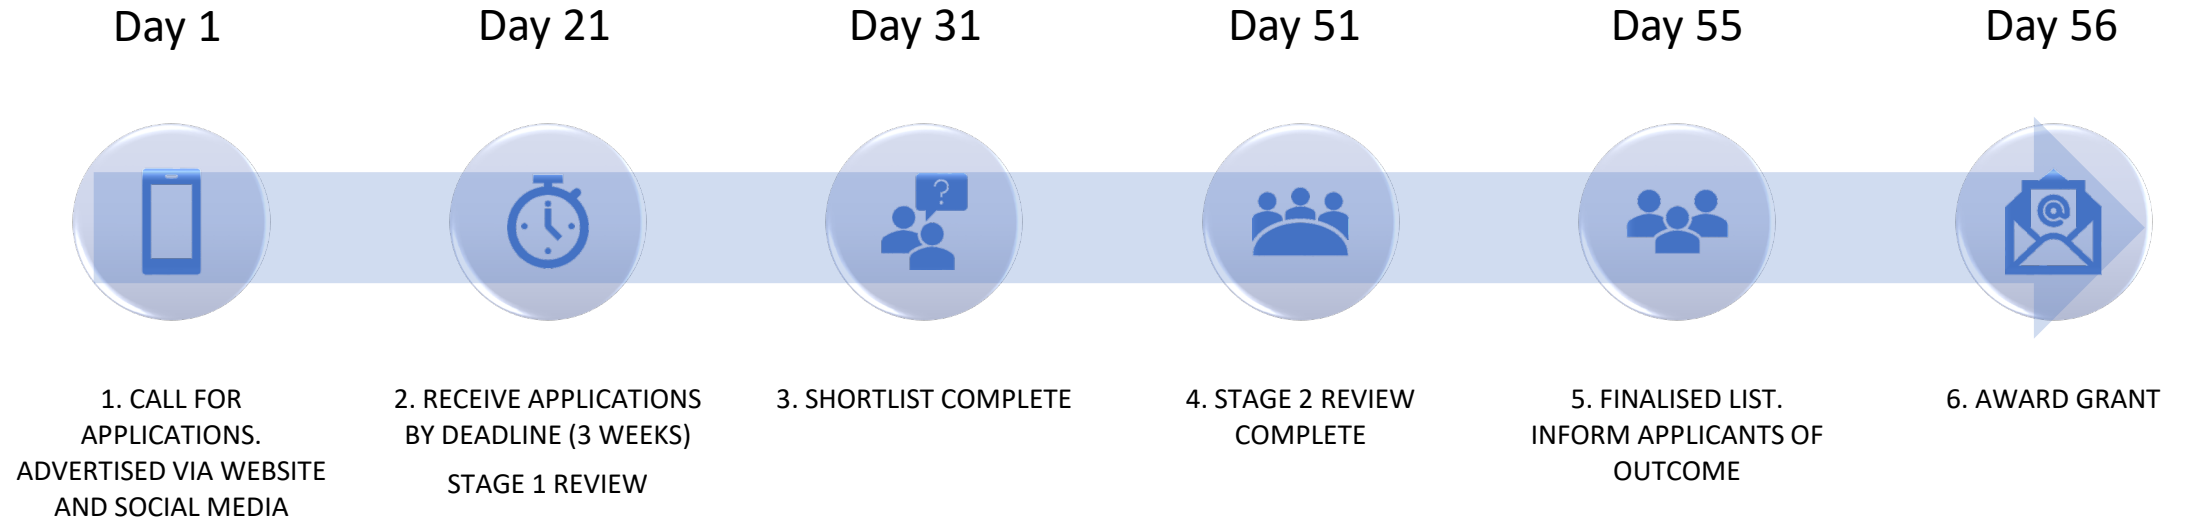 Day 1
Day 21
Day 31
Day 51
Day 55
Day 56
?
@
1. CALL FOR
APPLICATIONS.
ADVERTISED VIA WEBSITE
AND SOCIAL MEDIA
2. RECEIVE APPLICATIONS
BY DEADLINE (3 WEEKS)
STAGE 1 REVIEW
3. SHORTLIST COMPLETE
4. STAGE 2 REVIEW
COMPLETE
5. FINALISED LIST.
INFORM APPLICANTS OF
OUTCOME
6. AWARD GRANT